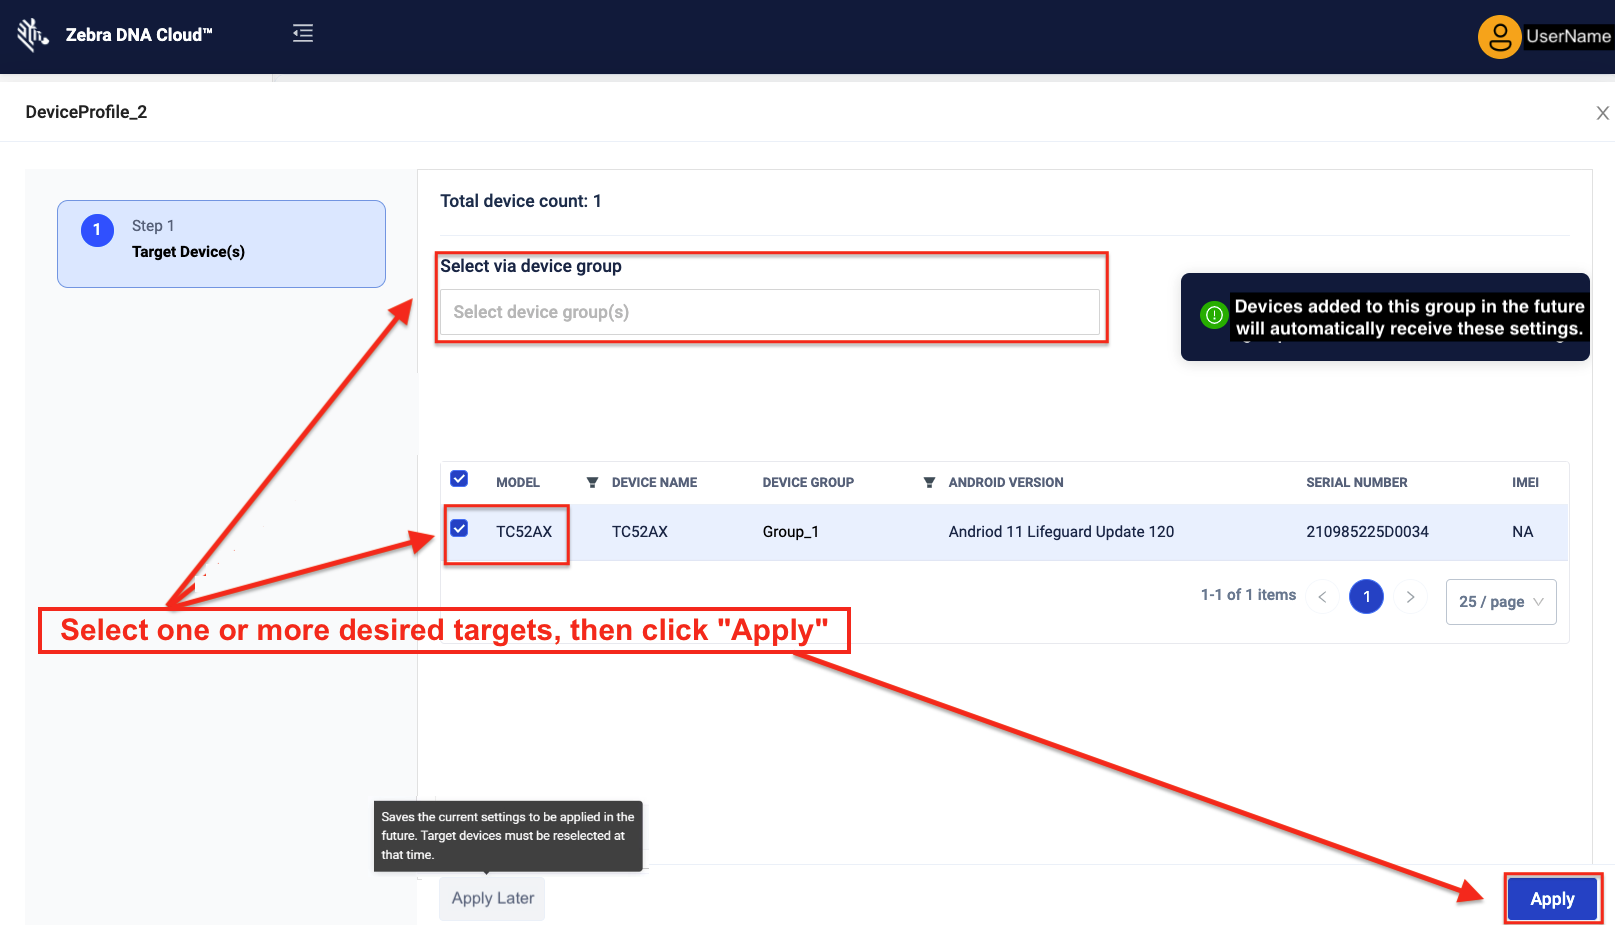 Zebra DNA Cloud™
UserName
DeviceProfile_2
1
Step 1
Target Device(s)
Total device count: 1
Select via device group
Select device group(s)
Devices added to this group in the future
will automatically receive these settings.
MODEL DEVICE NAME DEVICE GROUP ANDROID VERSION SERIAL NUMBER IMEI
TC52AX TC52AX Group_1 Andriod 11 Lifeguard Update 120 210985225D0034 NA
1-1 of 1 items < 1 > 25 / page
Select one or more desired targets, then click "Apply"
Saves the current settings to be applied in the
future. Target devices must be reselected at
that time.
Apply Later
Apply